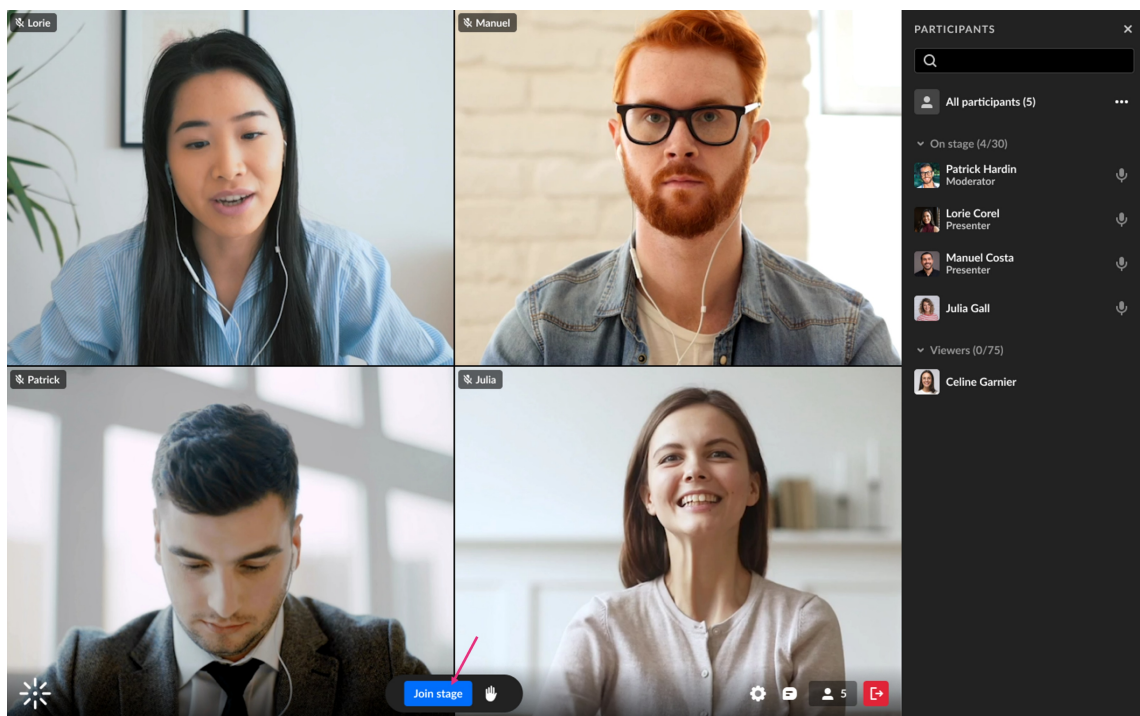 Lorie
Manuel
PARTICIPANTS
All participants (5)
On stage (4/30)
Patrick Hardin
Moderator
Lorie Corel
Presenter
Manuel Costa
Presenter
Julia Gall
Viewers (0/75)
Celine Garnier
Patrick
Julia
Join stage
5